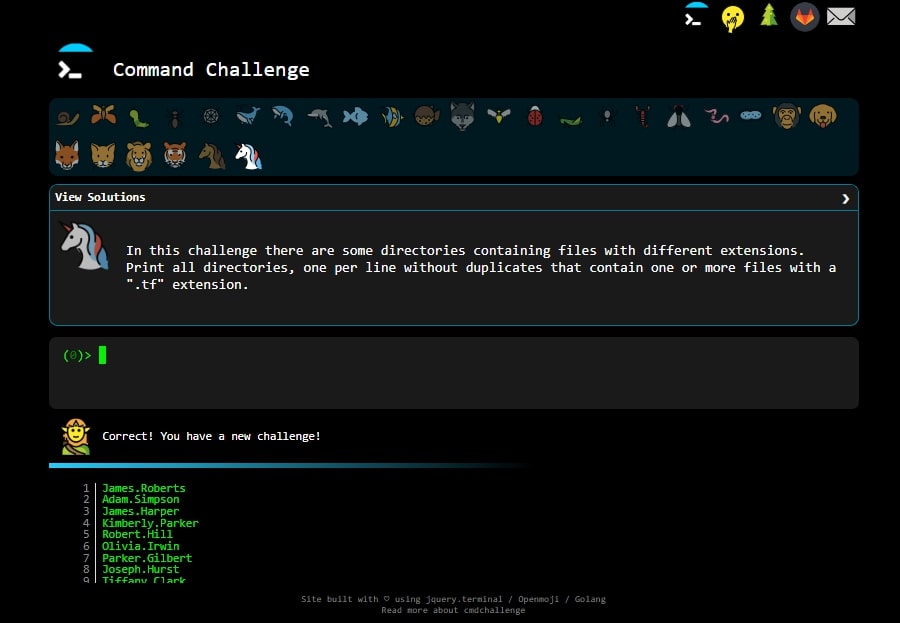 Command Challenge
View Solutions
In this challenge there are some directories containing files with different extensions.
Print all directories, one per line without duplicates that contain one or more files with a
".tf" extension.
(0)>
Correct! You have a new challenge!
1 James.Roberts
2 Adam.Simpson
3 James.Harper
4 Kimberly.Parker
5 Robert.Hill
6 Olivia.Irwin
7 Parker.Gilbert
8 Joseph.Hurst
9 Tiffany.Clark
Site built with ♡ using jquery.terminal / Openmoji / Golang
Read more about cmdchallenge